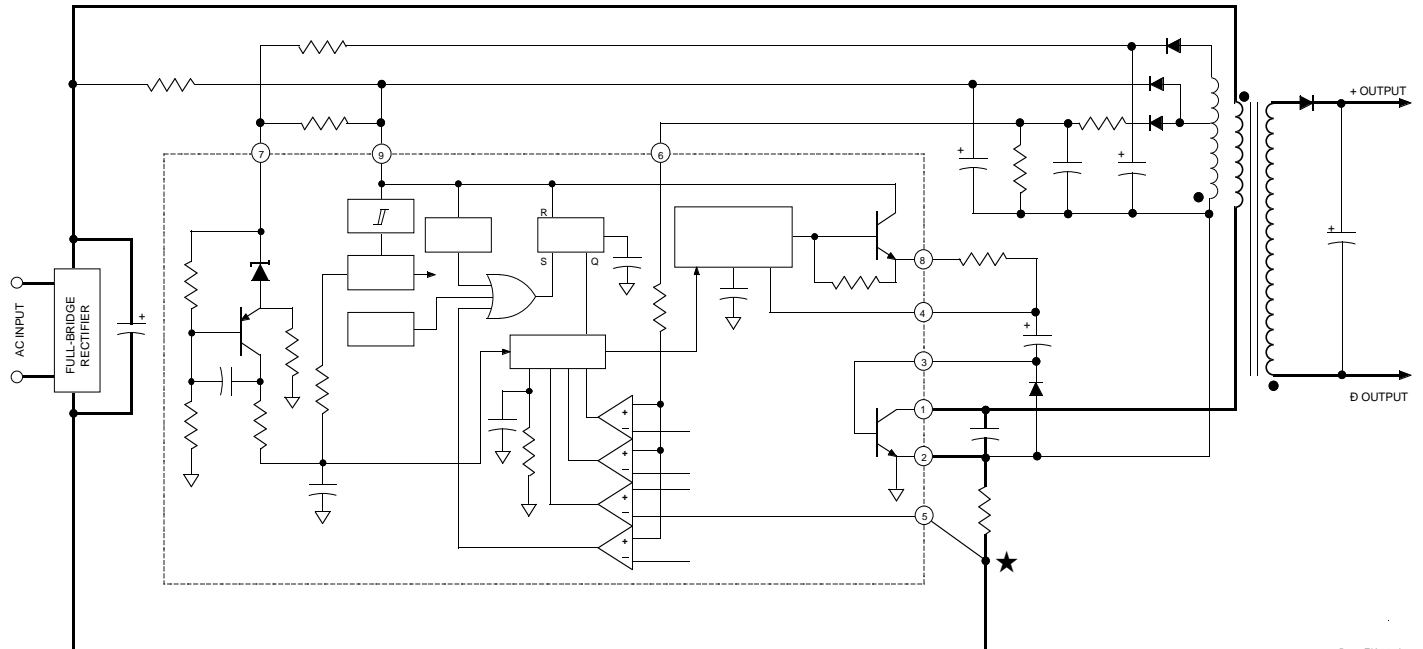 + OUTPUT
7
9
6
R
S
Q
8
4
3
1
2
5
+
+
+
+
+
+
–
+
–
+
–
+
–
AC INPUT
FULL-BRIDGE
RECTIFIER
Ð OUTPUT